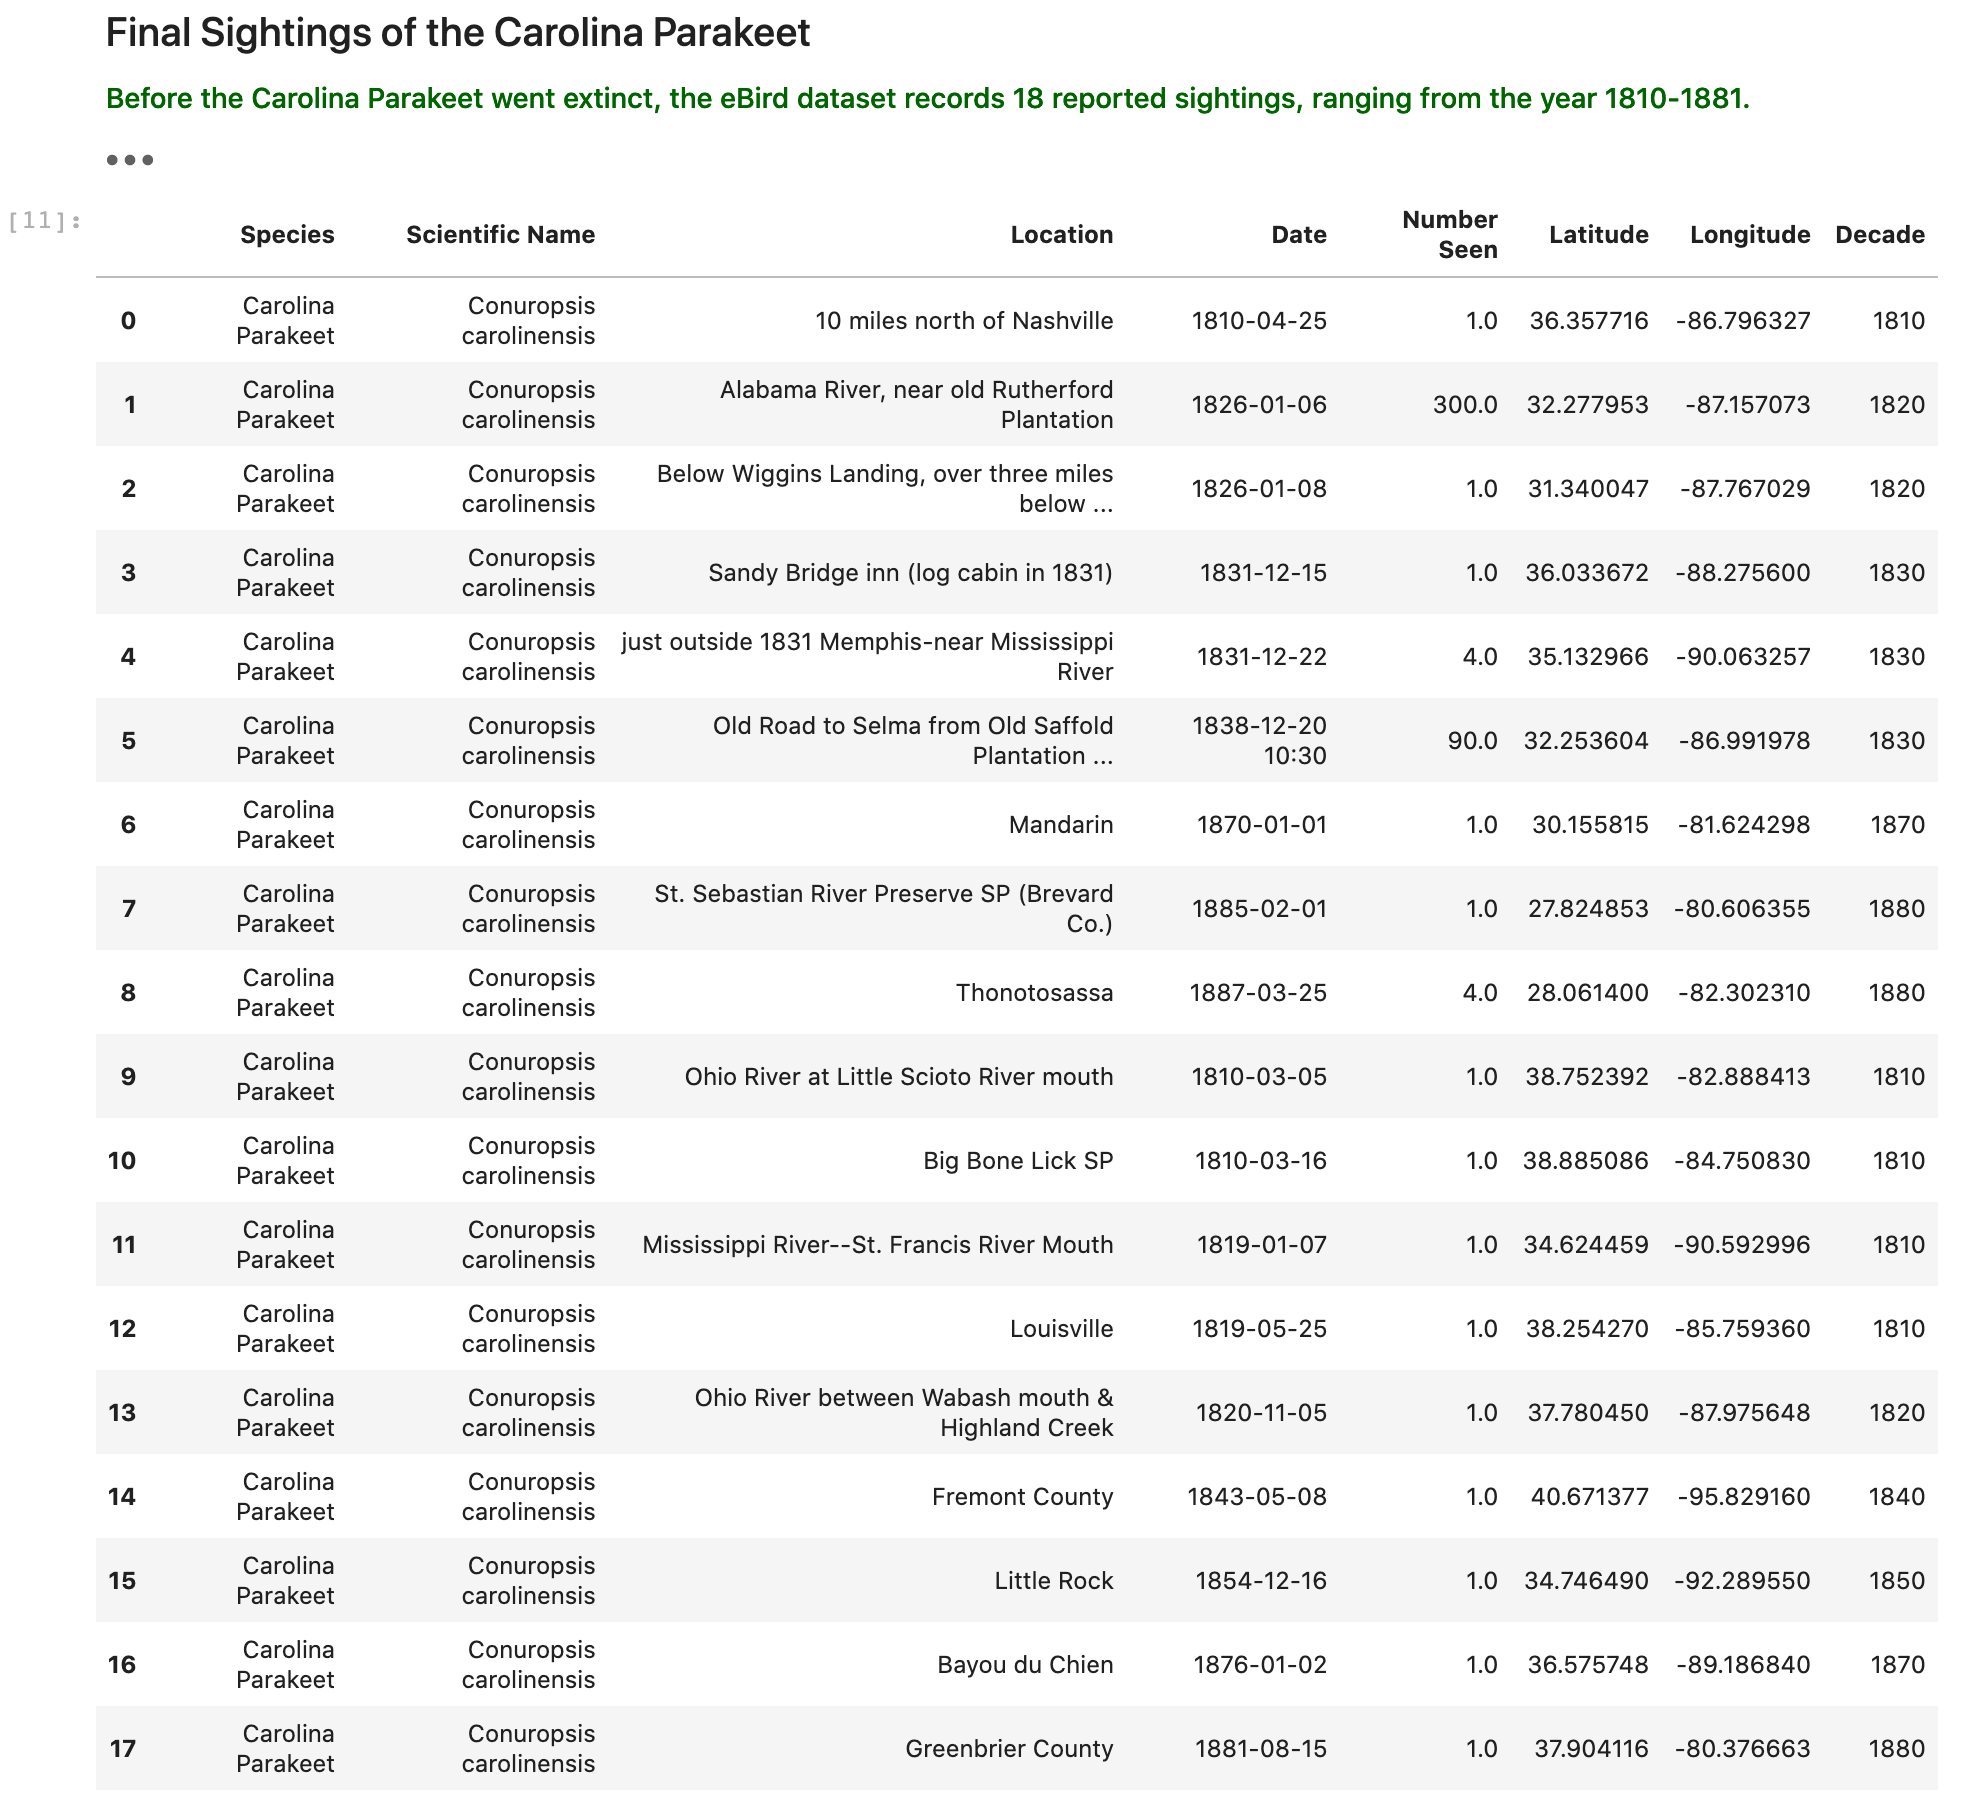 Final Sightings of the Carolina Parakeet
Before the Carolina Parakeet went extinct, the eBird dataset records 18 reported sightings, ranging from the year 1810-1881.
•••
[11]:
Species Scientific Name Location Date Number Seen Latitude Longitude Decade
0 Carolina Parakeet Conuropsis carolinensis 10 miles north of Nashville 1810-04-25 1.0 36.357716 -86.796327 1810
1 Carolina Parakeet Conuropsis carolinensis Alabama River, near old Rutherford Plantation 1826-01-06 300.0 32.277953 -87.157073 1820
2 Carolina Parakeet Conuropsis carolinensis Below Wiggins Landing, over three miles below ... 1826-01-08 1.0 31.340047 -87.767029 1820
3 Carolina Parakeet Conuropsis carolinensis Sandy Bridge inn (log cabin in 1831) 1831-12-15 1.0 36.033672 -88.275600 1830
4 Carolina Parakeet Conuropsis carolinensis just outside 1831 Memphis-near Mississippi River 1831-12-22 4.0 35.132966 -90.063257 1830
5 Carolina Parakeet Conuropsis carolinensis Old Road to Selma from Old Saffold Plantation ... 1838-12-20 10:30 90.0 32.253604 -86.991978 1830
6 Carolina Parakeet Conuropsis carolinensis Mandarin 1870-01-01 1.0 30.155815 -81.624298 1870
7 Carolina Parakeet Conuropsis carolinensis St. Sebastian River Preserve SP (Brevard Co.) 1885-02-01 1.0 27.824853 -80.606355 1880
8 Carolina Parakeet Conuropsis carolinensis Thonotosassa 1887-03-25 4.0 28.061400 -82.302310 1880
9 Carolina Parakeet Conuropsis carolinensis Ohio River at Little Scioto River mouth 1810-03-05 1.0 38.752392 -82.888413 1810
10 Carolina Parakeet Conuropsis carolinensis Big Bone Lick SP 1810-03-16 1.0 38.885086 -84.750830 1810
11 Carolina Parakeet Conuropsis carolinensis Mississippi River--St. Francis River Mouth 1819-01-07 1.0 34.624459 -90.592996 1810
12 Carolina Parakeet Conuropsis carolinensis Louisville 1819-05-25 1.0 38.254270 -85.759360 1810
13 Carolina Parakeet Conuropsis carolinensis Ohio River between Wabash mouth & Highland Creek 1820-11-05 1.0 37.780450 -87.975648 1820
14 Carolina Parakeet Conuropsis carolinensis Fremont County 1843-05-08 1.0 40.671377 -95.829160 1840
15 Carolina Parakeet Conuropsis carolinensis Little Rock 1854-12-16 1.0 34.746490 -92.289550 1850
16 Carolina Parakeet Conuropsis carolinensis Bayou du Chien 1876-01-02 1.0 36.575748 -89.186840 1870
17 Carolina Parakeet Conuropsis carolinensis Greenbrier County 1881-08-15 1.0 37.904116 -80.376663 1880